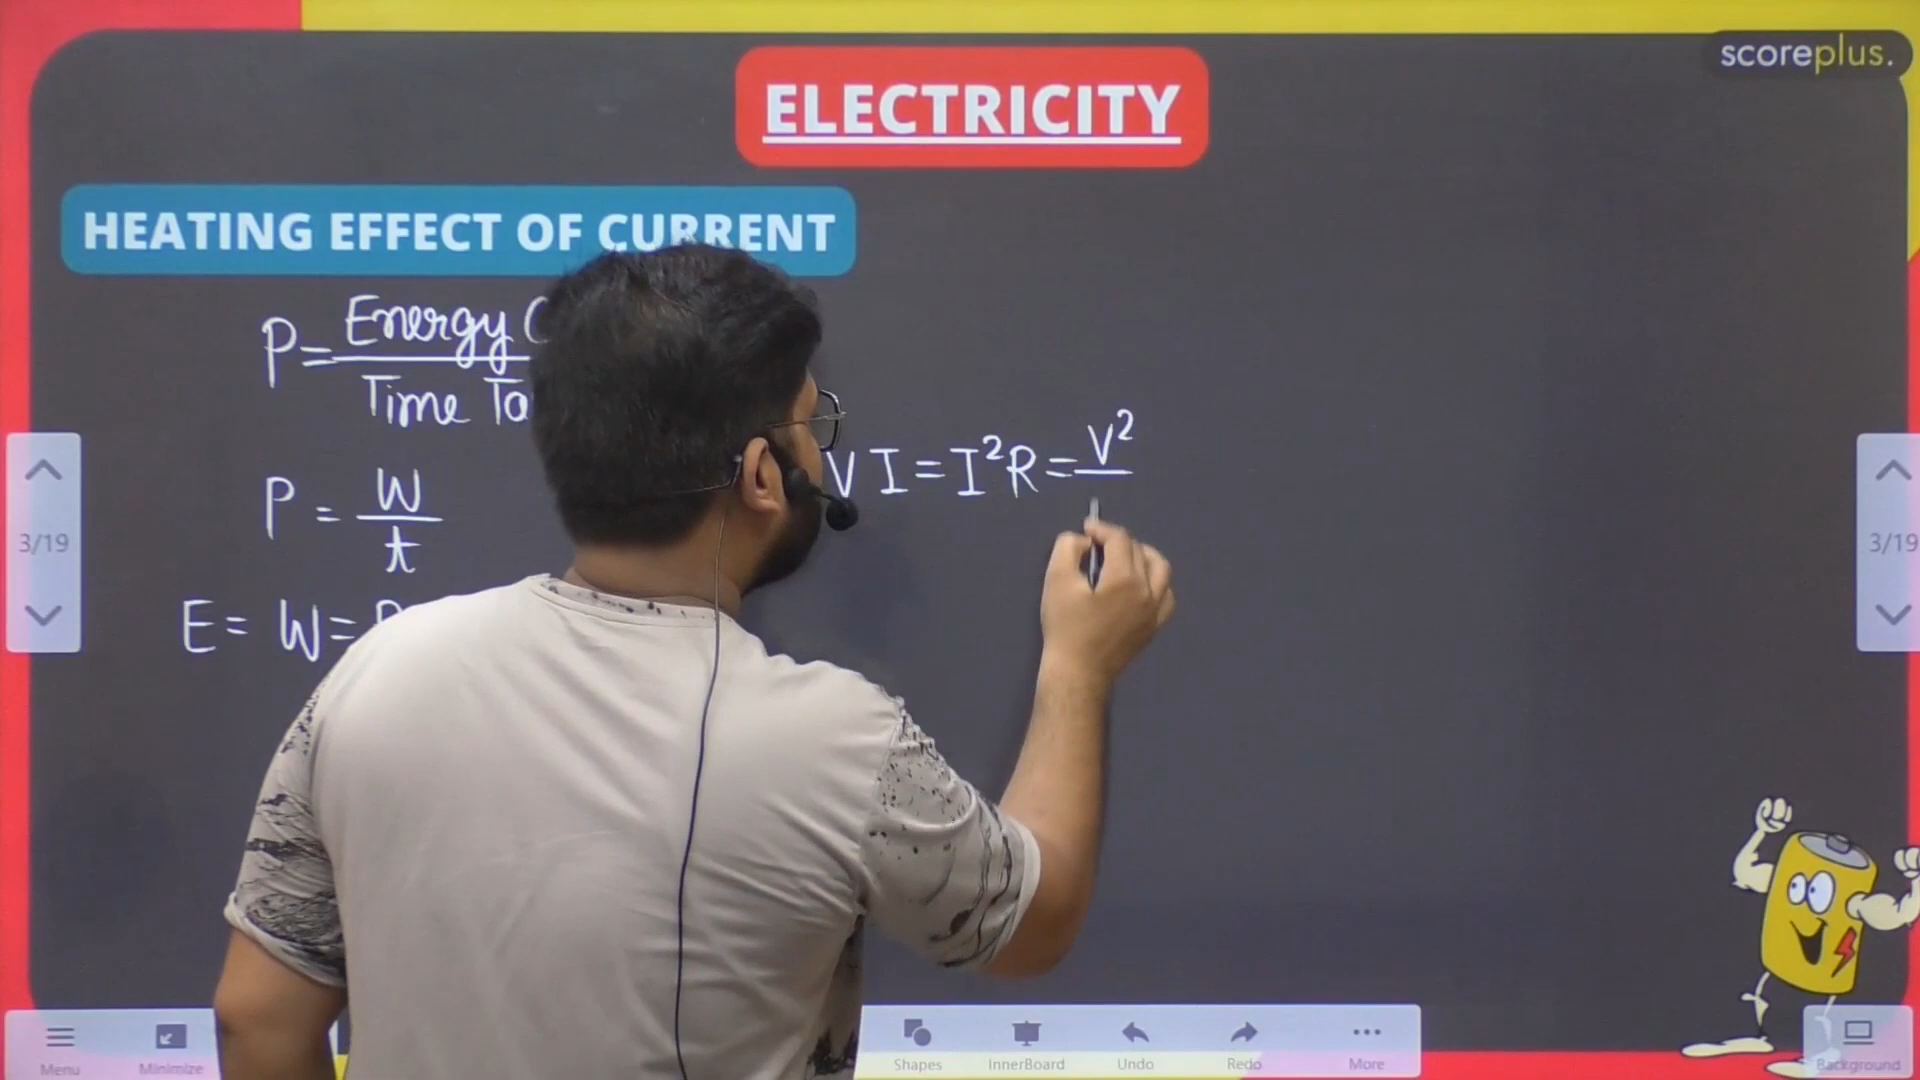 scoreplus.
ELECTRICITY
HEATING EFFECT OF CURRENT
P = Energy
Time
VI = I²R = V²
P = W
t
3/19
3/19
E = W =
Menu
Minimize
Shapes
InnerBoard
Undo
Redo
More
Background